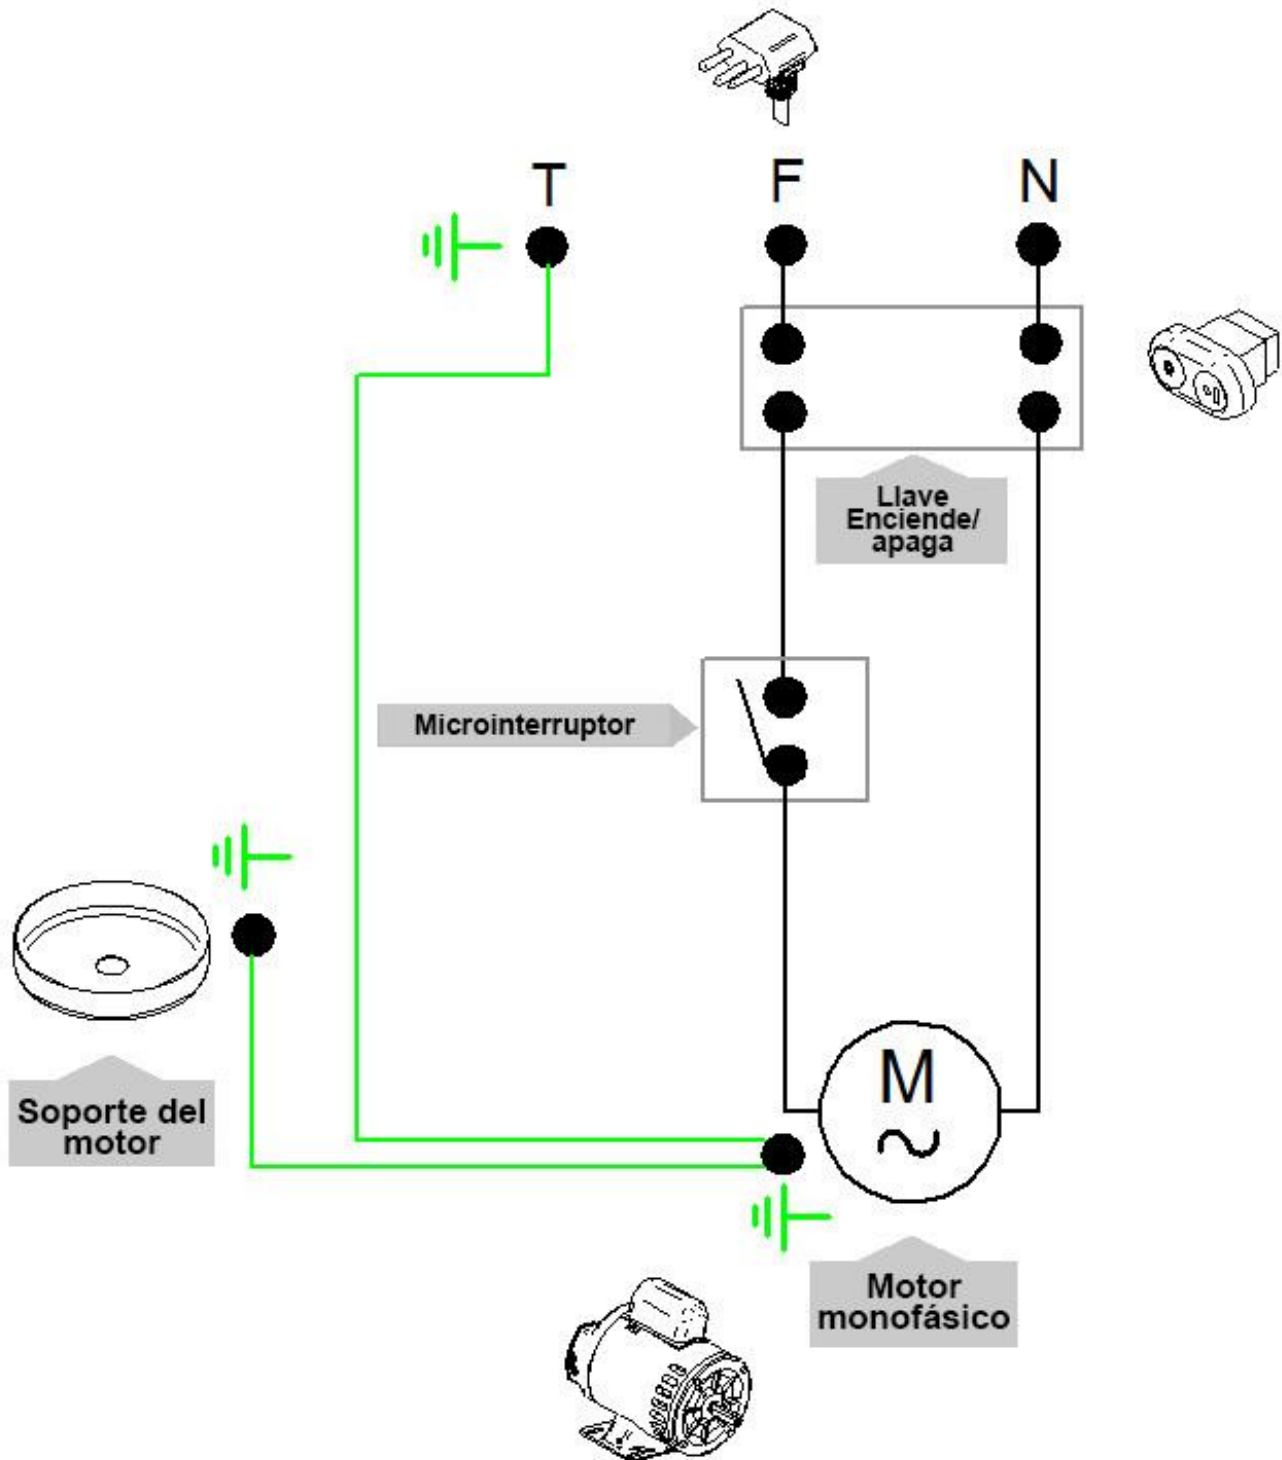 T F N
Llave
Enciende/
apaga
Microinterruptor
Soporte del
motor
M
Motor
monofásico